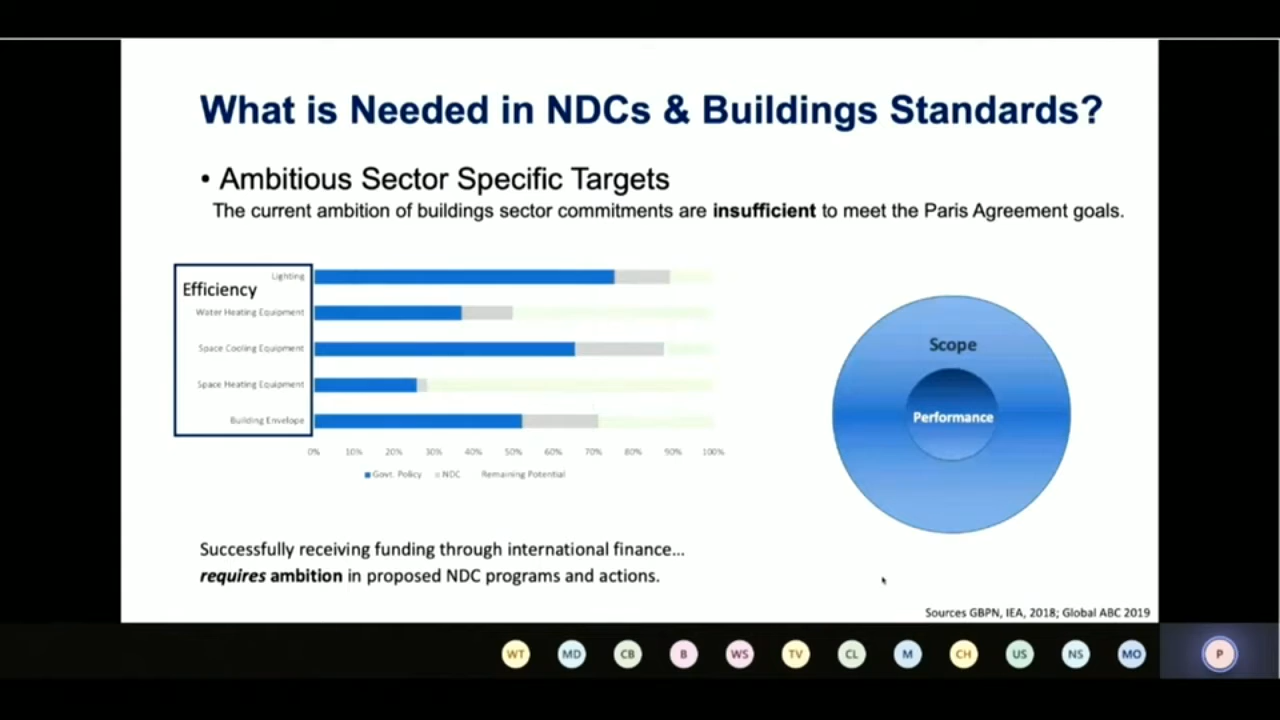 What is Needed in NDCs & Buildings Standards?
• Ambitious Sector Specific Targets
The current ambition of buildings sector commitments are insufficient to meet the Paris Agreement goals.
Efficiency
Lighting
Water Heating Equipment
Space Cooling Equipment
Space Heating Equipment
Building Envelope
0% 10% 20% 30% 40% 50% 60% 70% 80% 90% 100%
Govt. Policy NDC Remaining Potential
Scope
Performance
Successfully receiving funding through international finance...
requires ambition in proposed NDC programs and actions.
Sources GBPN, IEA, 2018; Global ABC 2019
WT MD CB B WS TV CL M CH US NS MO P